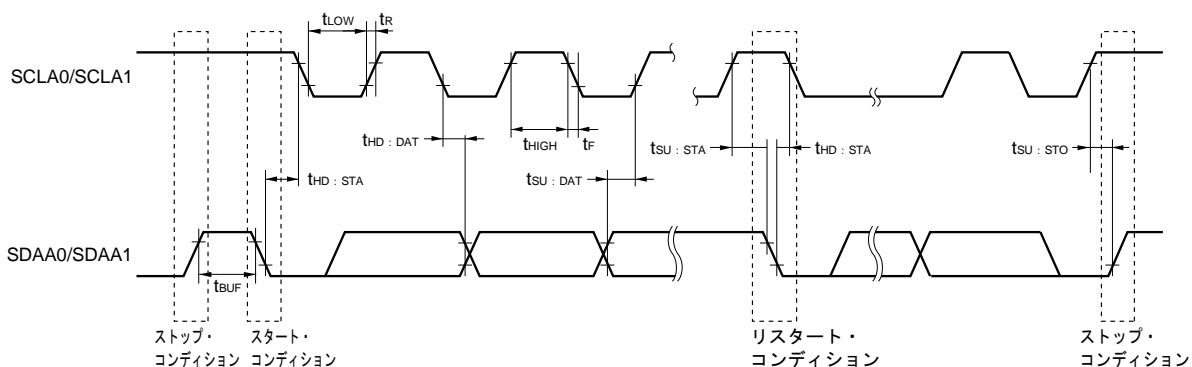 tLOW
tR
SCLA0/SCLA1
tHD : DAT
tHIGH
tF
tSU : STA
tHD : STA
tSU : STO
tHD : STA
tSU : DAT
SDAA0/SDAA1
tBUF
ストップ・
コンディション
スタート・
コンディション
リスタート・
コンディション
ストップ・
コンディション